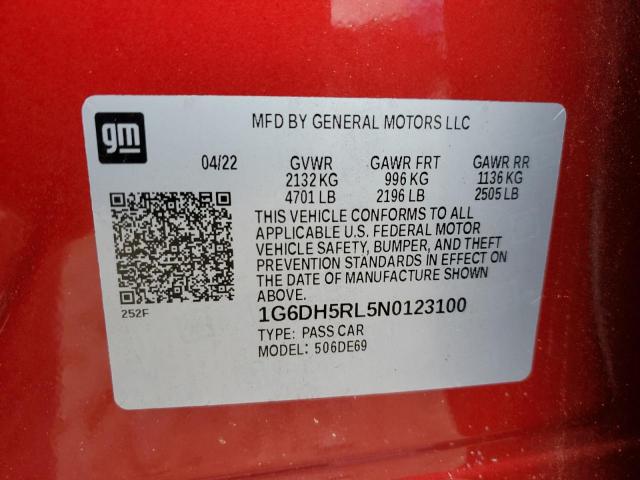 gm
MFD BY GENERAL MOTORS LLC
04/22 GVWR GAWR FRT GAWR RR
2132 KG 996 KG 1136 KG
4701 LB 2196 LB 2505 LB
THIS VEHICLE CONFORMS TO ALL
APPLICABLE U.S. FEDERAL MOTOR
VEHICLE SAFETY, BUMPER, AND THEFT
PREVENTION STANDARDS IN EFFECT ON
THE DATE OF MANUFACTURE SHOWN
ABOVE.
252F
1G6DH5RL5N0123100
TYPE: PASS CAR
MODEL: 506DE69